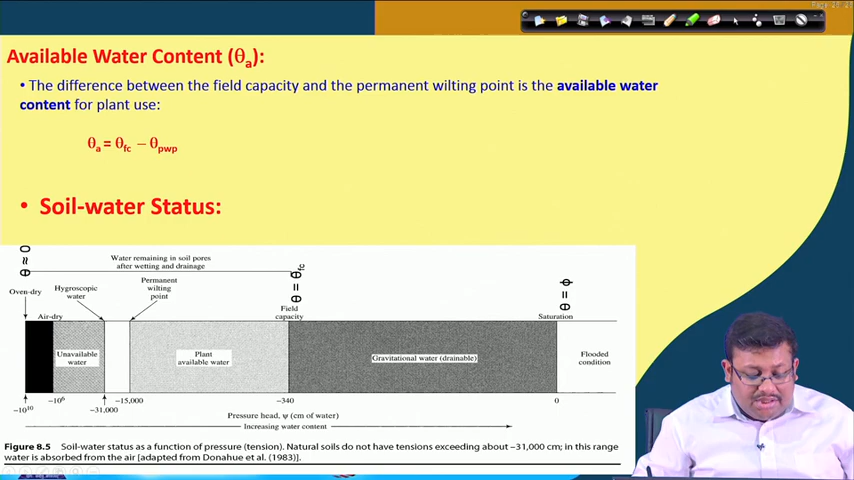 Available Water Content (θa):
• The difference between the field capacity and the permanent wilting point is the available water
content for plant use:
θa = θfc − θpwp
• Soil-water Status:
θ ≈ 0
Water remaining in soil pores
after wetting and drainage
θ = θfc
θ = ϕ
Oven-dry
Hygroscopic
water
Permanent
wilting
point
Air-dry
Field
capacity
Saturation
Unavailable
water
Plant
available water
Gravitational water (drainable)
Flooded
condition
−10¹⁰
−10⁶
−31,000
−15,000
−340
0
Pressure head, ψ (cm of water)
Increasing water content
Figure 8.5 Soil-water status as a function of pressure (tension). Natural soils do not have tensions exceeding about −31,000 cm; in this range
water is absorbed from the air [adapted from Donahue et al. (1983)].